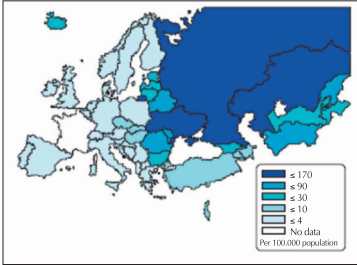 ≤ 170
≤ 90
≤ 30
≤ 10
≤ 4
No data
Per 100.000 population